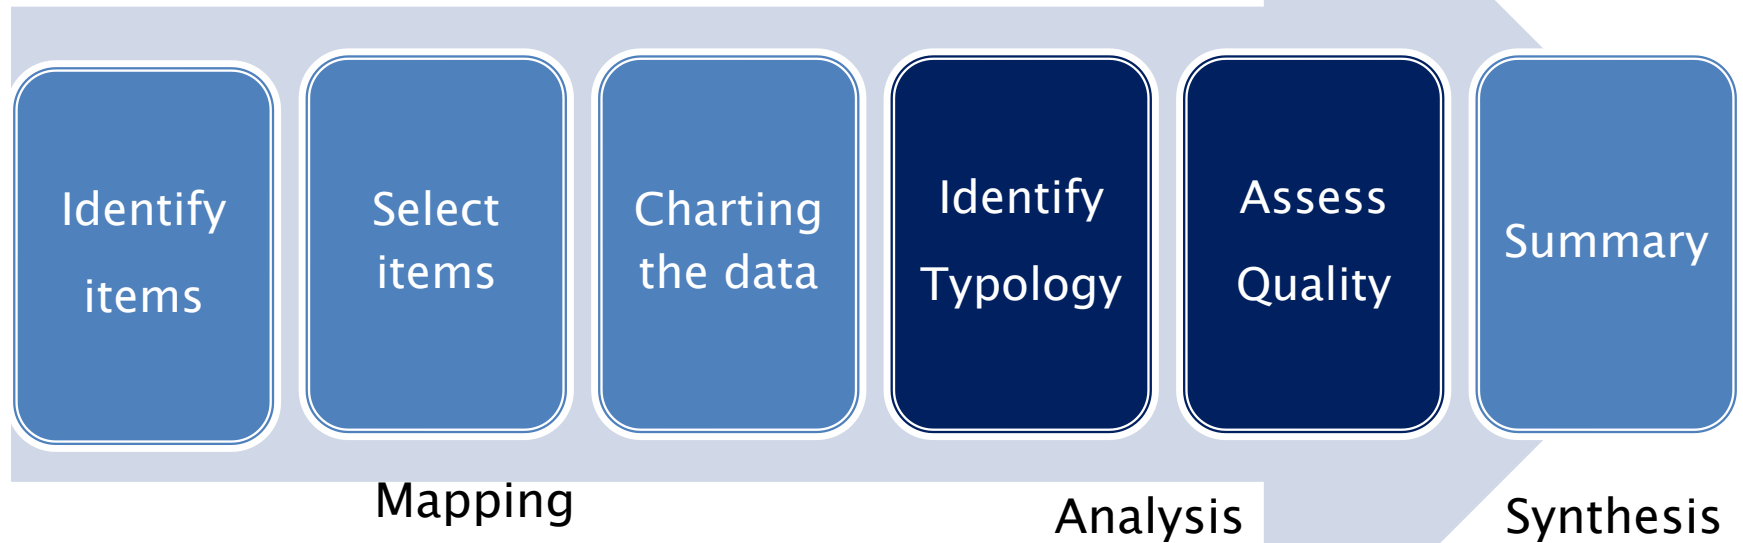 Identify
items
Select
items
Charting
the data
Identify
Typology
Assess
Quality
Summary
Mapping
Analysis
Synthesis